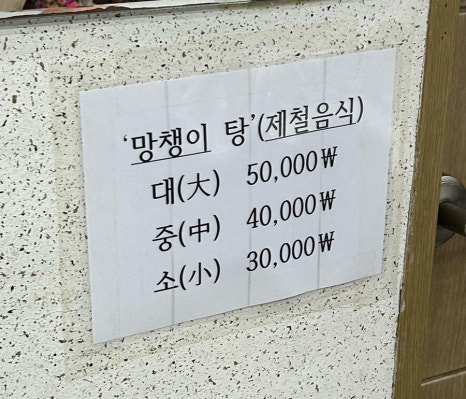 ‘망챙이 탕’(제철음식)
대(大) 50,000₩
중(中) 40,000₩
소(小) 30,000₩